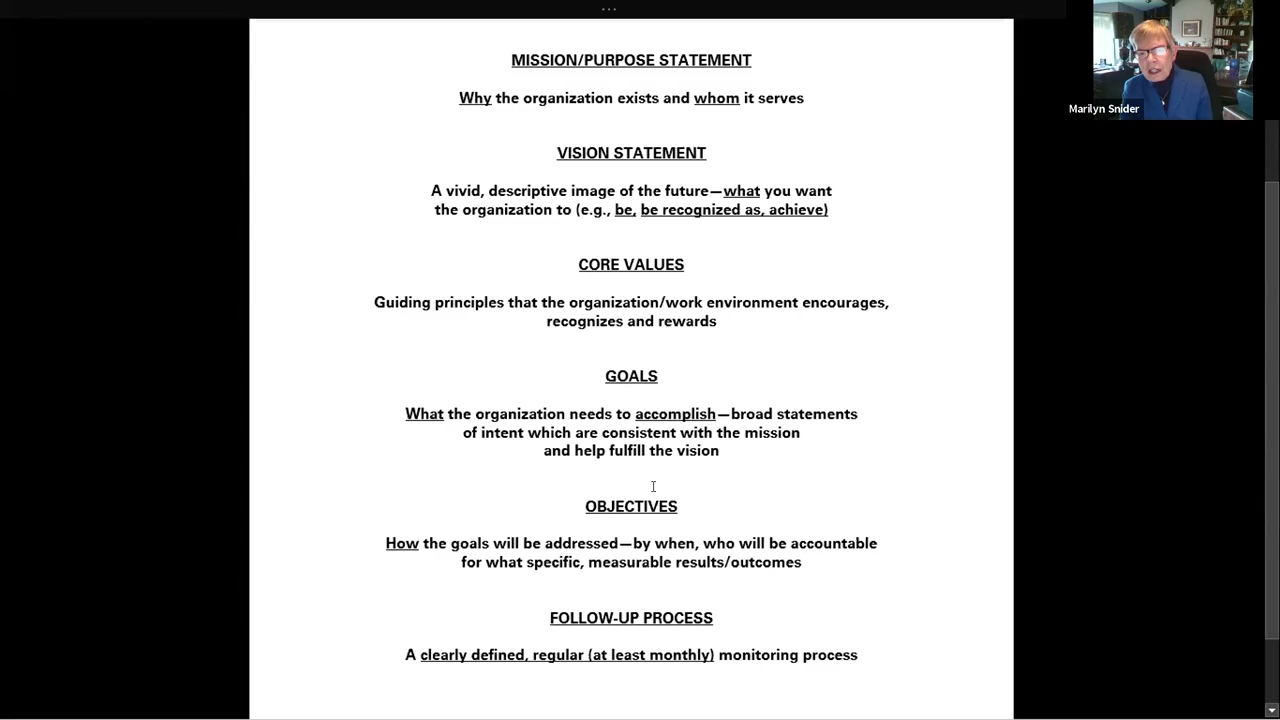 MISSION/PURPOSE STATEMENT
Why the organization exists and whom it serves
VISION STATEMENT
A vivid, descriptive image of the future—what you want
the organization to (e.g., be, be recognized as, achieve)
CORE VALUES
Guiding principles that the organization/work environment encourages,
recognizes and rewards
GOALS
What the organization needs to accomplish—broad statements
of intent which are consistent with the mission
and help fulfill the vision
OBJECTIVES
How the goals will be addressed—by when, who will be accountable
for what specific, measurable results/outcomes
FOLLOW-UP PROCESS
A clearly defined, regular (at least monthly) monitoring process
Marilyn Snider